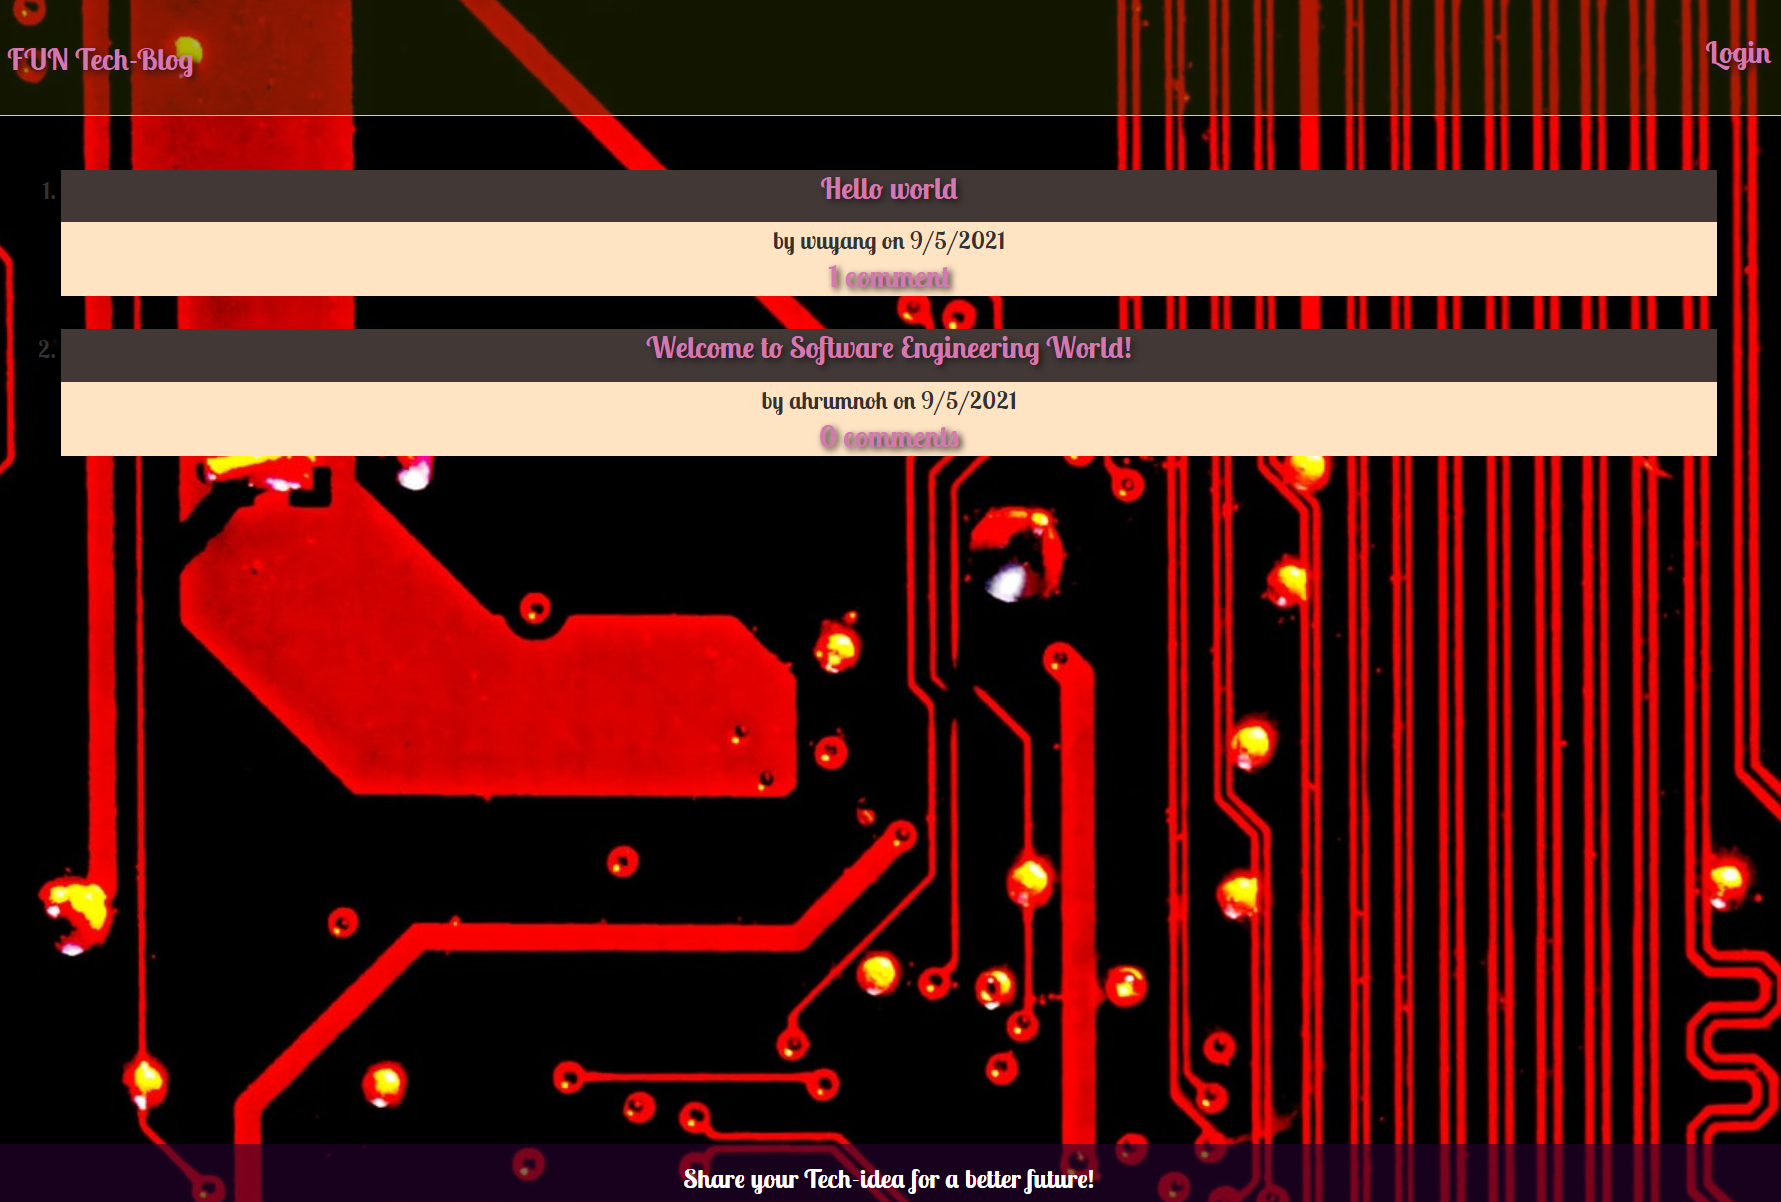 FUN Tech-Blog
Login
1.
Hello world
by wuyang on 9/5/2021
1 comment
2.
Welcome to Software Engineering World!
by ahrumnoh on 9/5/2021
0 comments
Share your Tech-idea for a better future!